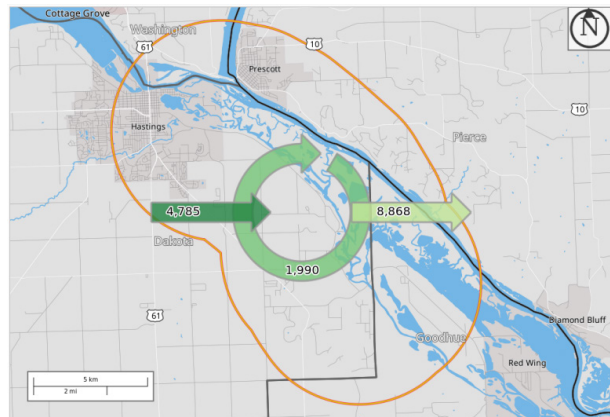 Cottage Grove
Washington
N
61
10
Prescott
10
Hastings
Pierce
4,785
8,868
Dakota
1,990
61
Diamond Bluff
Goodhue
Red Wing
5 km
2 mi